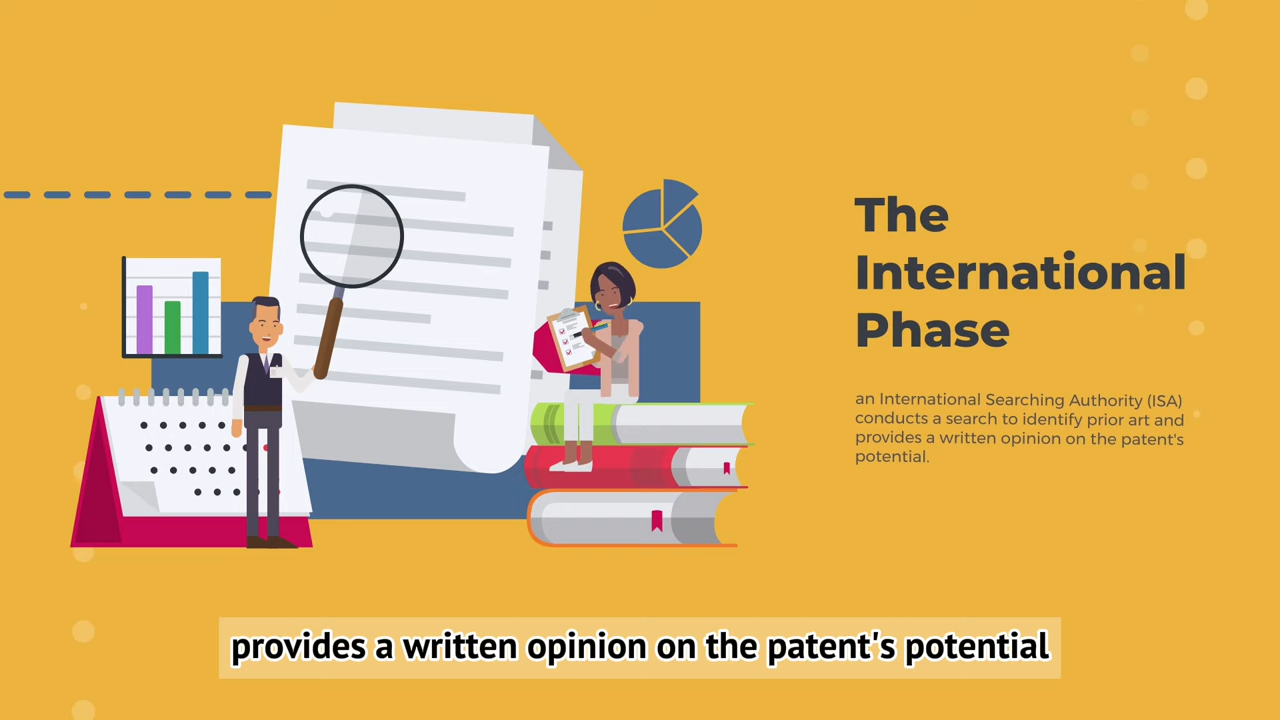 The
International
Phase
an International Searching Authority (ISA)
conducts a search to identify prior art and
provides a written opinion on the patent's
potential.
provides a written opinion on the patent's potential